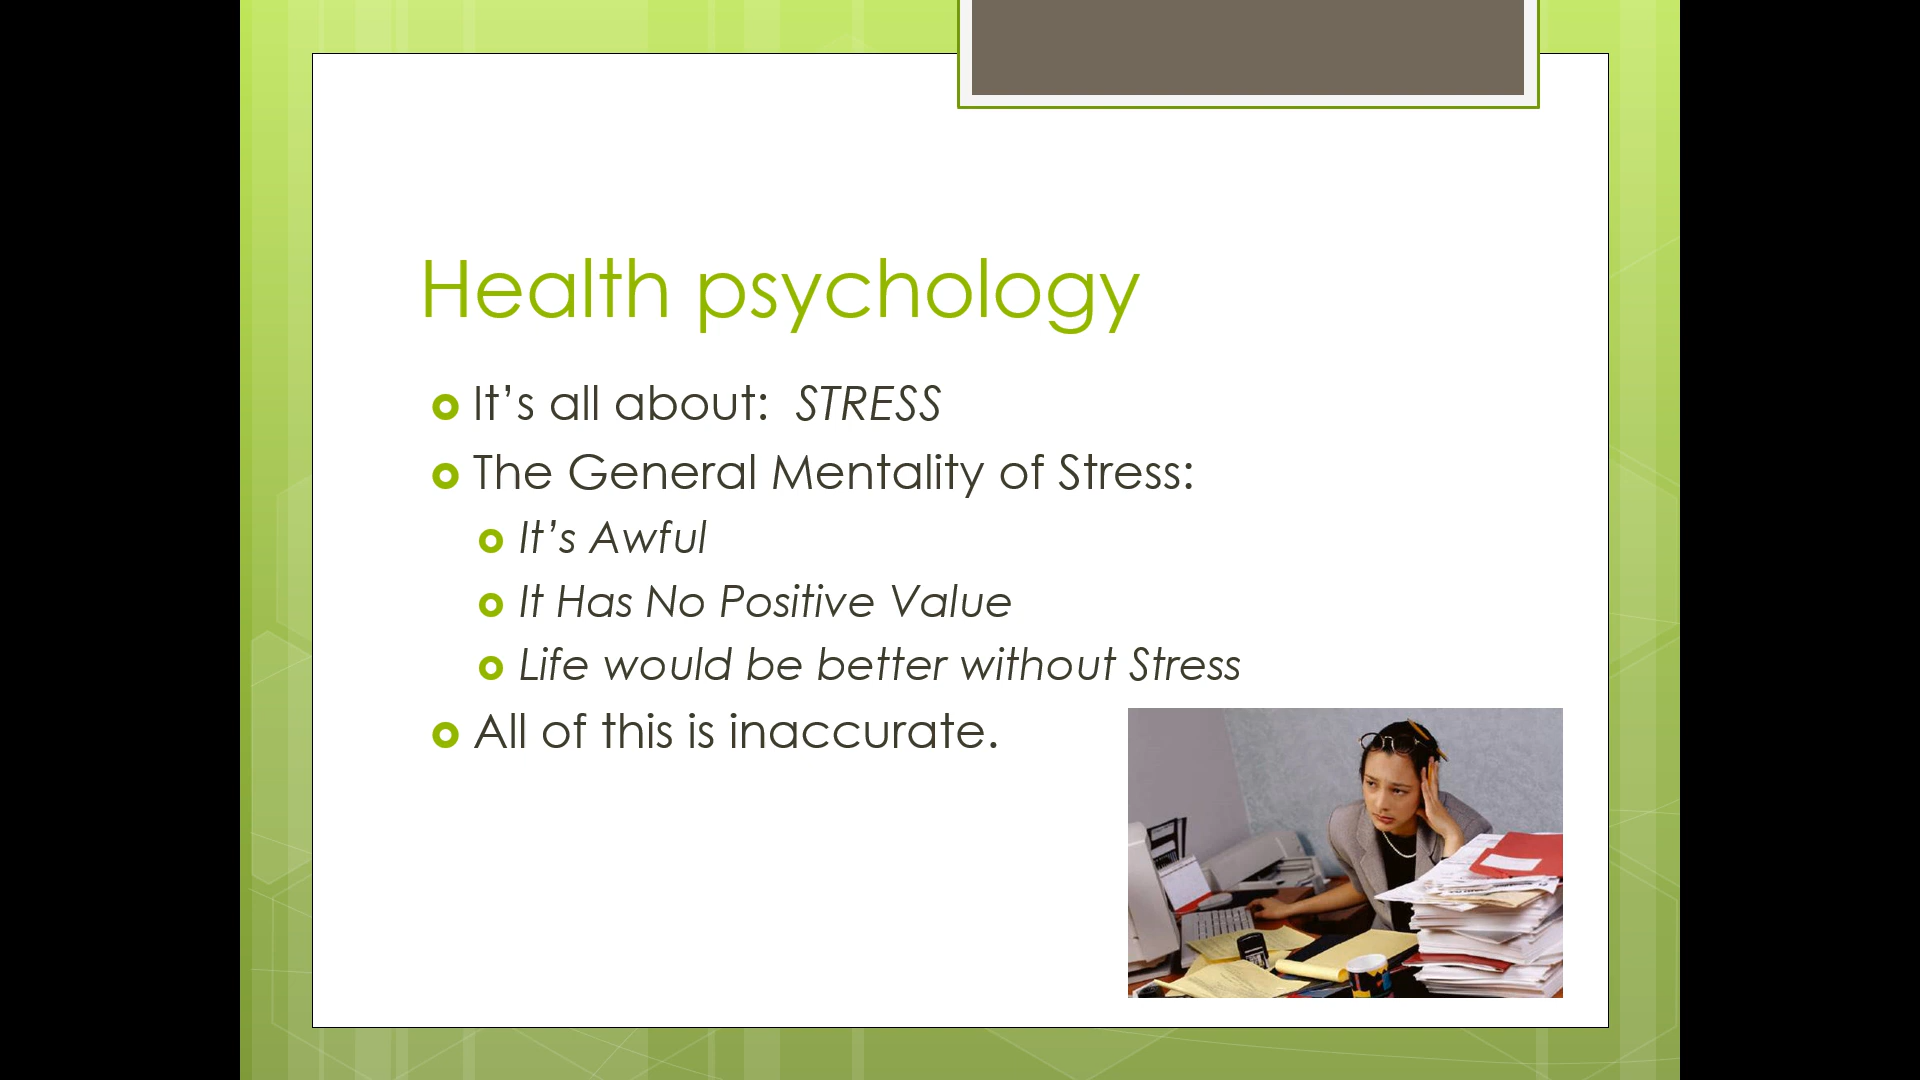 Health psychology
It’s all about:  STRESS
The General Mentality of Stress:
It’s Awful
It Has No Positive Value
Life would be better without Stress
All of this is inaccurate.